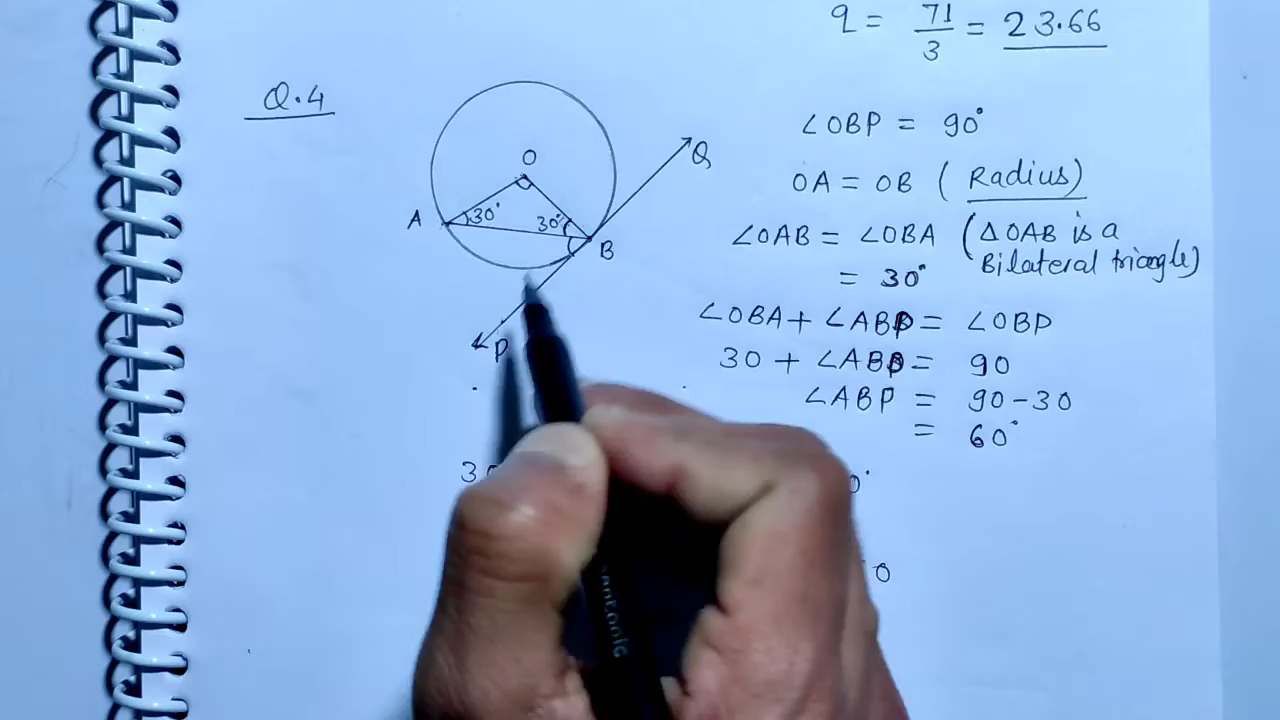 q = 71/3 = 23.66
Q.4
∠OBP = 90°
OA = OB (Radius)
∠OAB = ∠OBA (△OAB is a
Bilateral triangle)
= 30°
∠OBA + ∠ABP = ∠OBP
30 + ∠ABP = 90
∠ABP = 90 - 30
= 60°
O
A
30°
30°
B
Q
P